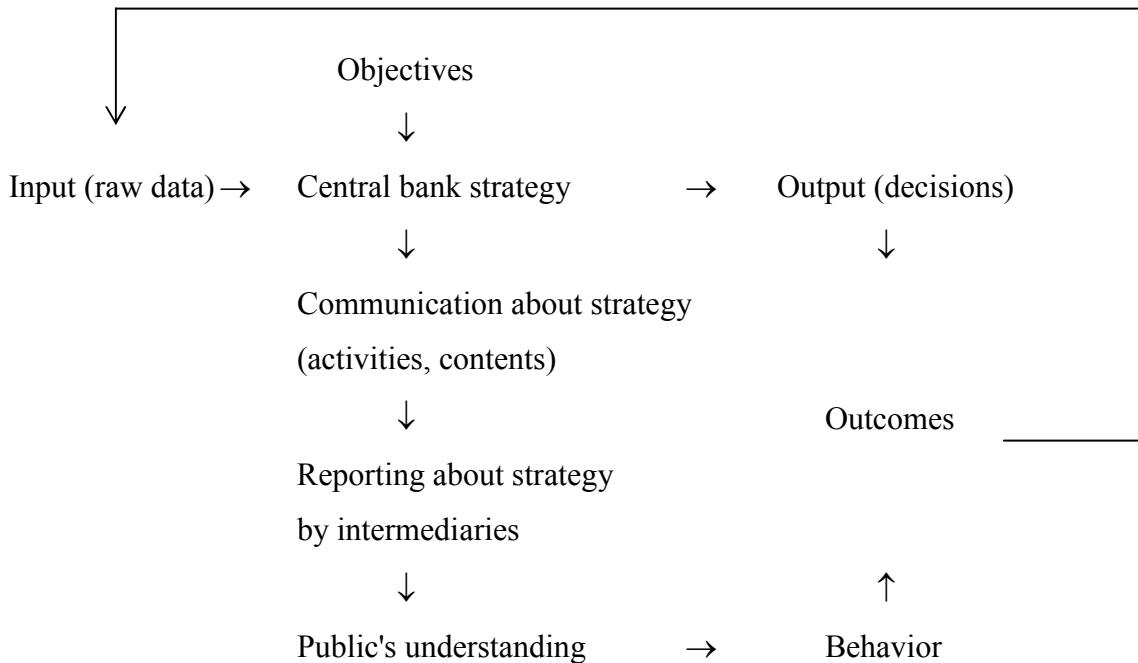 Objectives
↓
Input (raw data) → Central bank strategy → Output (decisions)
↓ ↓
Communication about strategy
(activities, contents)
↓ Outcomes
Reporting about strategy
by intermediaries
↓ ↑
Public's understanding → Behavior